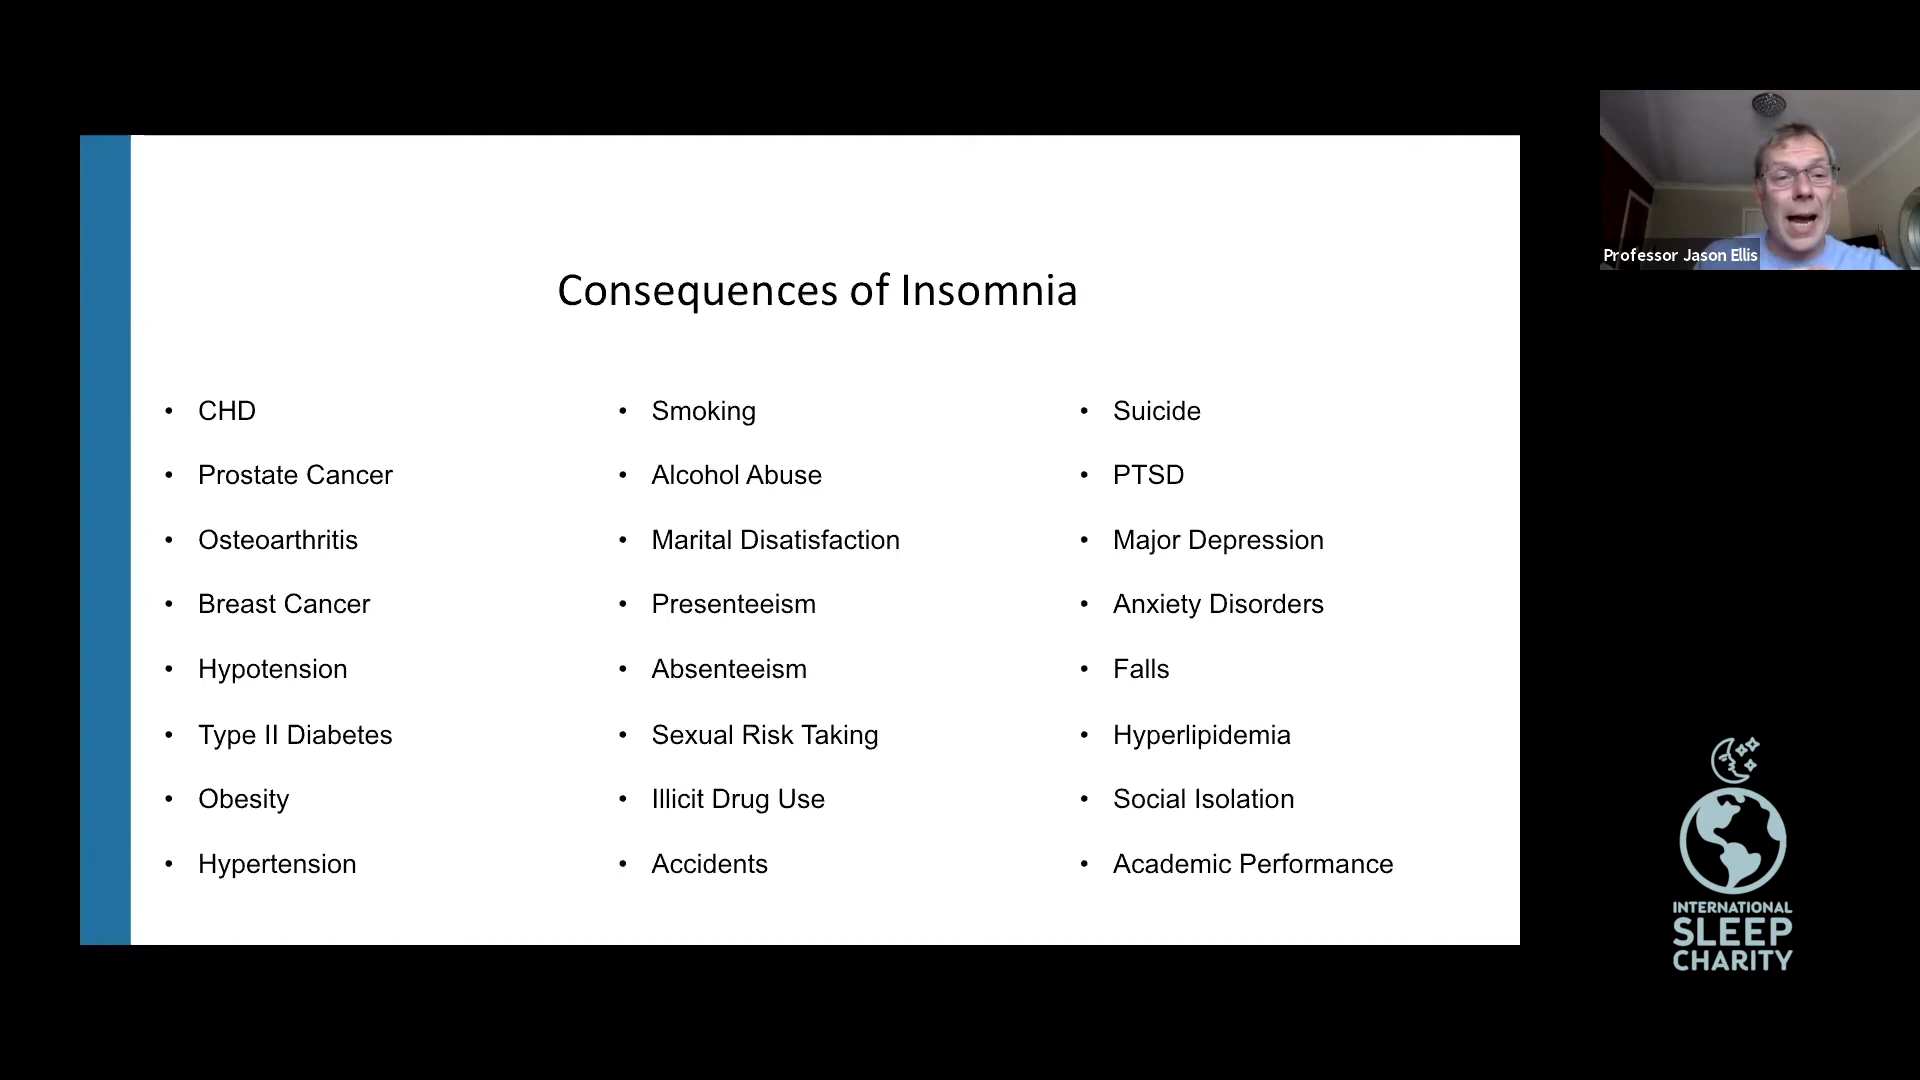 Consequences of Insomnia
• CHD
• Prostate Cancer
• Osteoarthritis
• Breast Cancer
• Hypotension
• Type II Diabetes
• Obesity
• Hypertension
• Smoking
• Alcohol Abuse
• Marital Disatisfaction
• Presenteeism
• Absenteeism
• Sexual Risk Taking
• Illicit Drug Use
• Accidents
• Suicide
• PTSD
• Major Depression
• Anxiety Disorders
• Falls
• Hyperlipidemia
• Social Isolation
• Academic Performance
Professor Jason Ellis
INTERNATIONAL
SLEEP
CHARITY